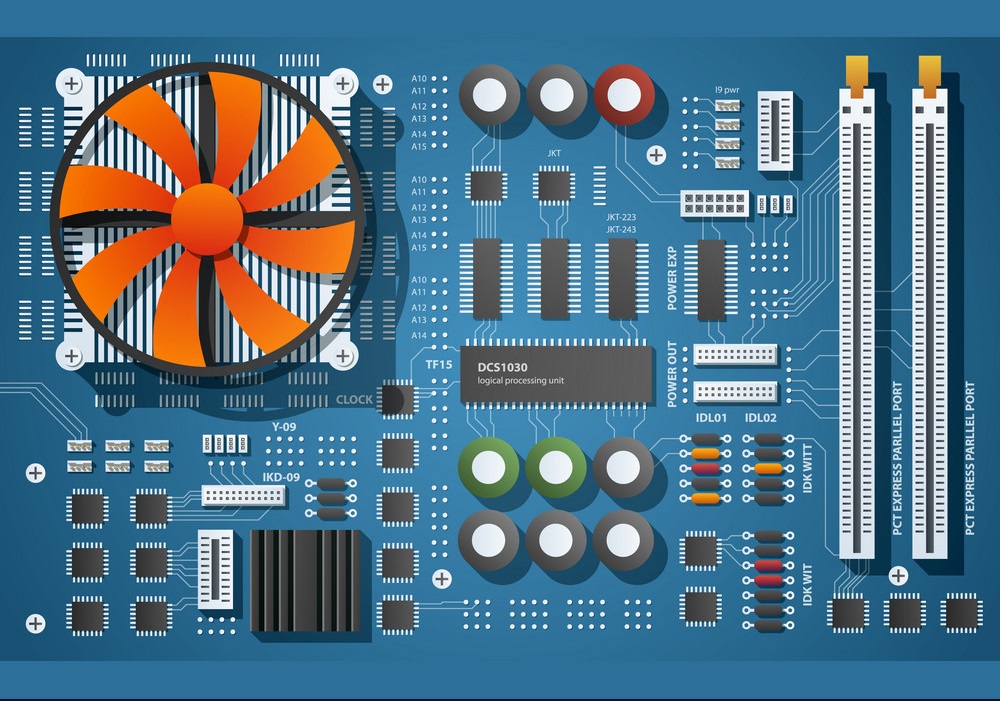 A10
A11
A12
A13
A14
A15
A10
A11
A12
A13
A14
A15
A10
A11
A12
A13
A14
TF15
CLOCK
Y-09
IKD-09
JKT
JKT-223
JKT-243
DCS1030
logical processing unit
I9 pwr
POWER EXP
POWER OUT
IDL01
IDL02
IDK WITT
IDK WIT
PCT EXPRESS PARLLEL PORT
PCT EXPRESS PARLLEL PORT